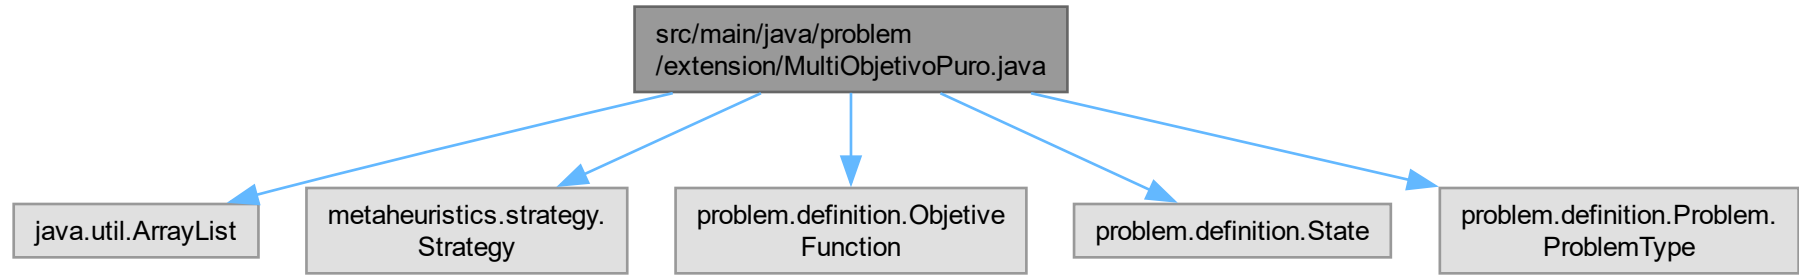 src/main/java/problem
/extension/MultiObjetivoPuro.java
java.util.ArrayList
metaheuristics.strategy.
Strategy
problem.definition.Objetive
Function
problem.definition.State
problem.definition.Problem.
ProblemType